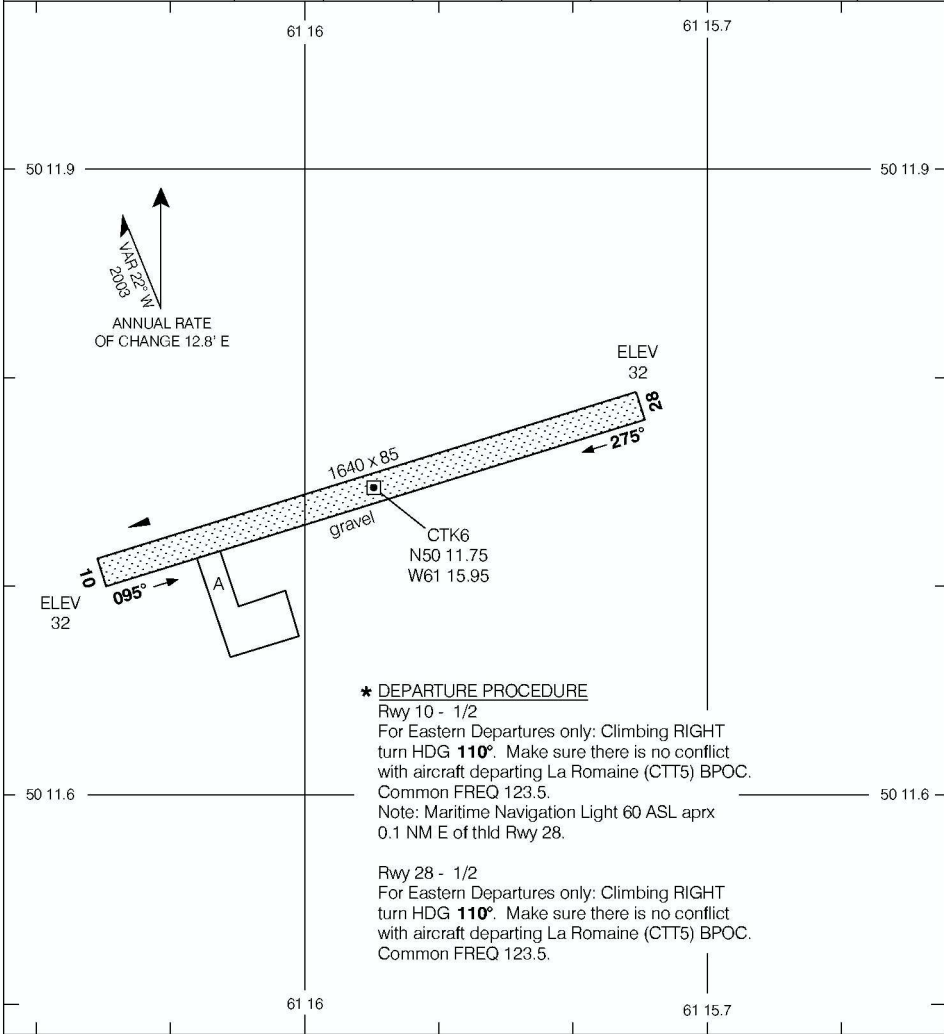 61 16
61 15.7
50 11.9
50 11.9
VAR 22° W
2003
ANNUAL RATE
OF CHANGE 12.8' E
ELEV
32
28
275°
1640 x 85
gravel
CTK6
N50 11.75
W61 15.95
10
095°
A
ELEV
32
* DEPARTURE PROCEDURE
Rwy 10 - 1/2
For Eastern Departures only: Climbing RIGHT
turn HDG 110°. Make sure there is no conflict
with aircraft departing La Romaine (CTT5) BPOC.
Common FREQ 123.5.
50 11.6
50 11.6
Note: Maritime Navigation Light 60 ASL aprx
0.1 NM E of thld Rwy 28.
Rwy 28 - 1/2
For Eastern Departures only: Climbing RIGHT
turn HDG 110°. Make sure there is no conflict
with aircraft departing La Romaine (CTT5) BPOC.
Common FREQ 123.5.
61 16
61 15.7